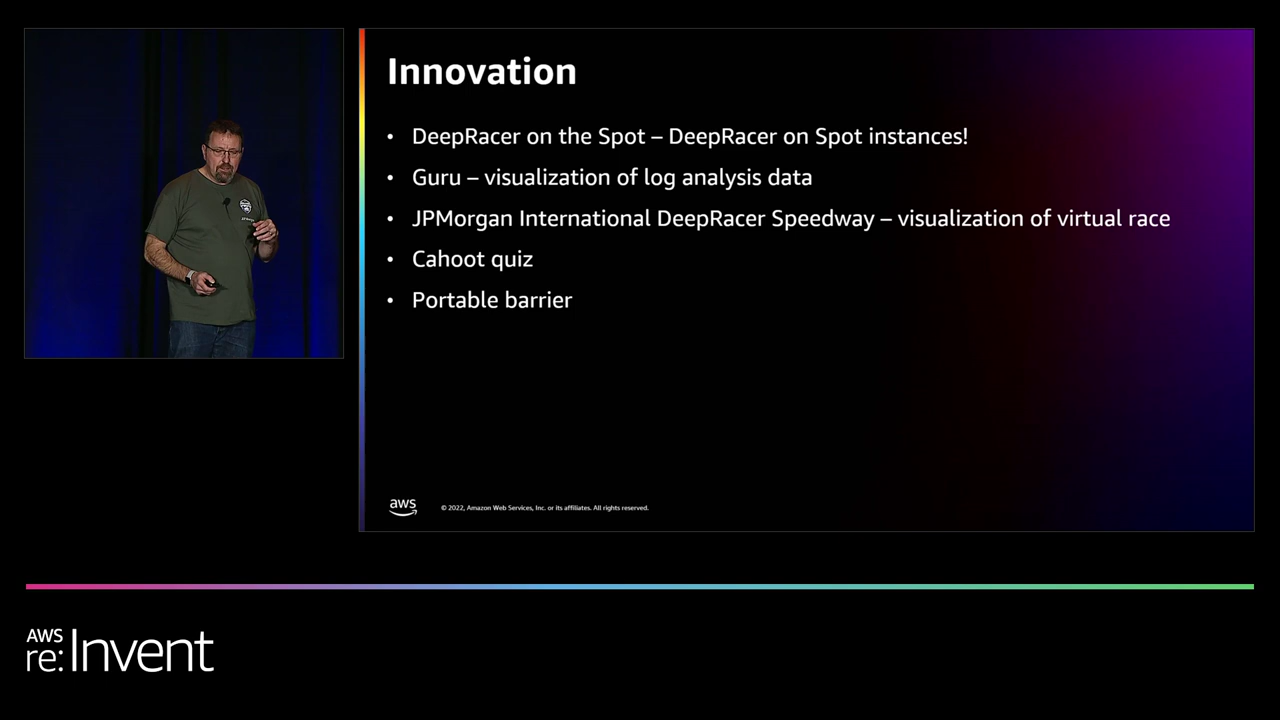 Innovation
• DeepRacer on the Spot – DeepRacer on Spot instances!
• Guru – visualization of log analysis data
• JPMorgan International DeepRacer Speedway – visualization of virtual race
• Cahoot quiz
• Portable barrier
aws
© 2022, Amazon Web Services, Inc. or its affiliates. All rights reserved.
AWS
re:Invent